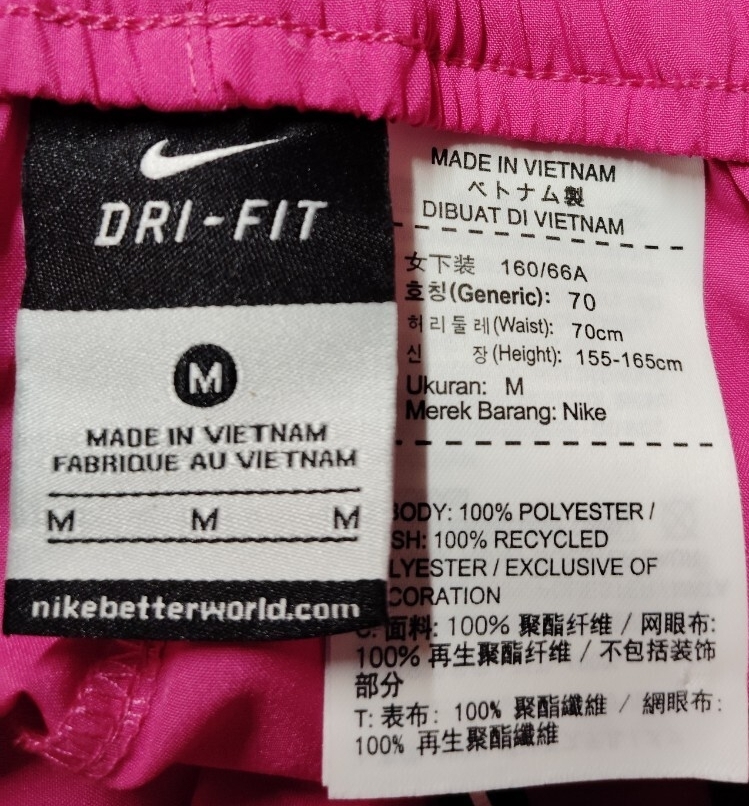 DRI-FIT
M
MADE IN VIETNAM
FABRIQUE AU VIETNAM
M M M
nikebetterworld.com
MADE IN VIETNAM
ベトナム製
DIBUAT DI VIETNAM
女下装 160/66A
호칭(Generic): 70
허리둘레(Waist): 70cm
신 장(Height): 155-165cm
Ukuran: M
Merek Barang: Nike
BODY: 100% POLYESTER /
SH: 100% RECYCLED
LYESTER / EXCLUSIVE OF
CORATION
C: 面料: 100% 聚酯纤维 / 网眼布:
100% 再生聚酯纤维 / 不包括装饰
部分
T: 表布: 100% 聚酯纖維 / 網眼布:
100% 再生聚酯纖維